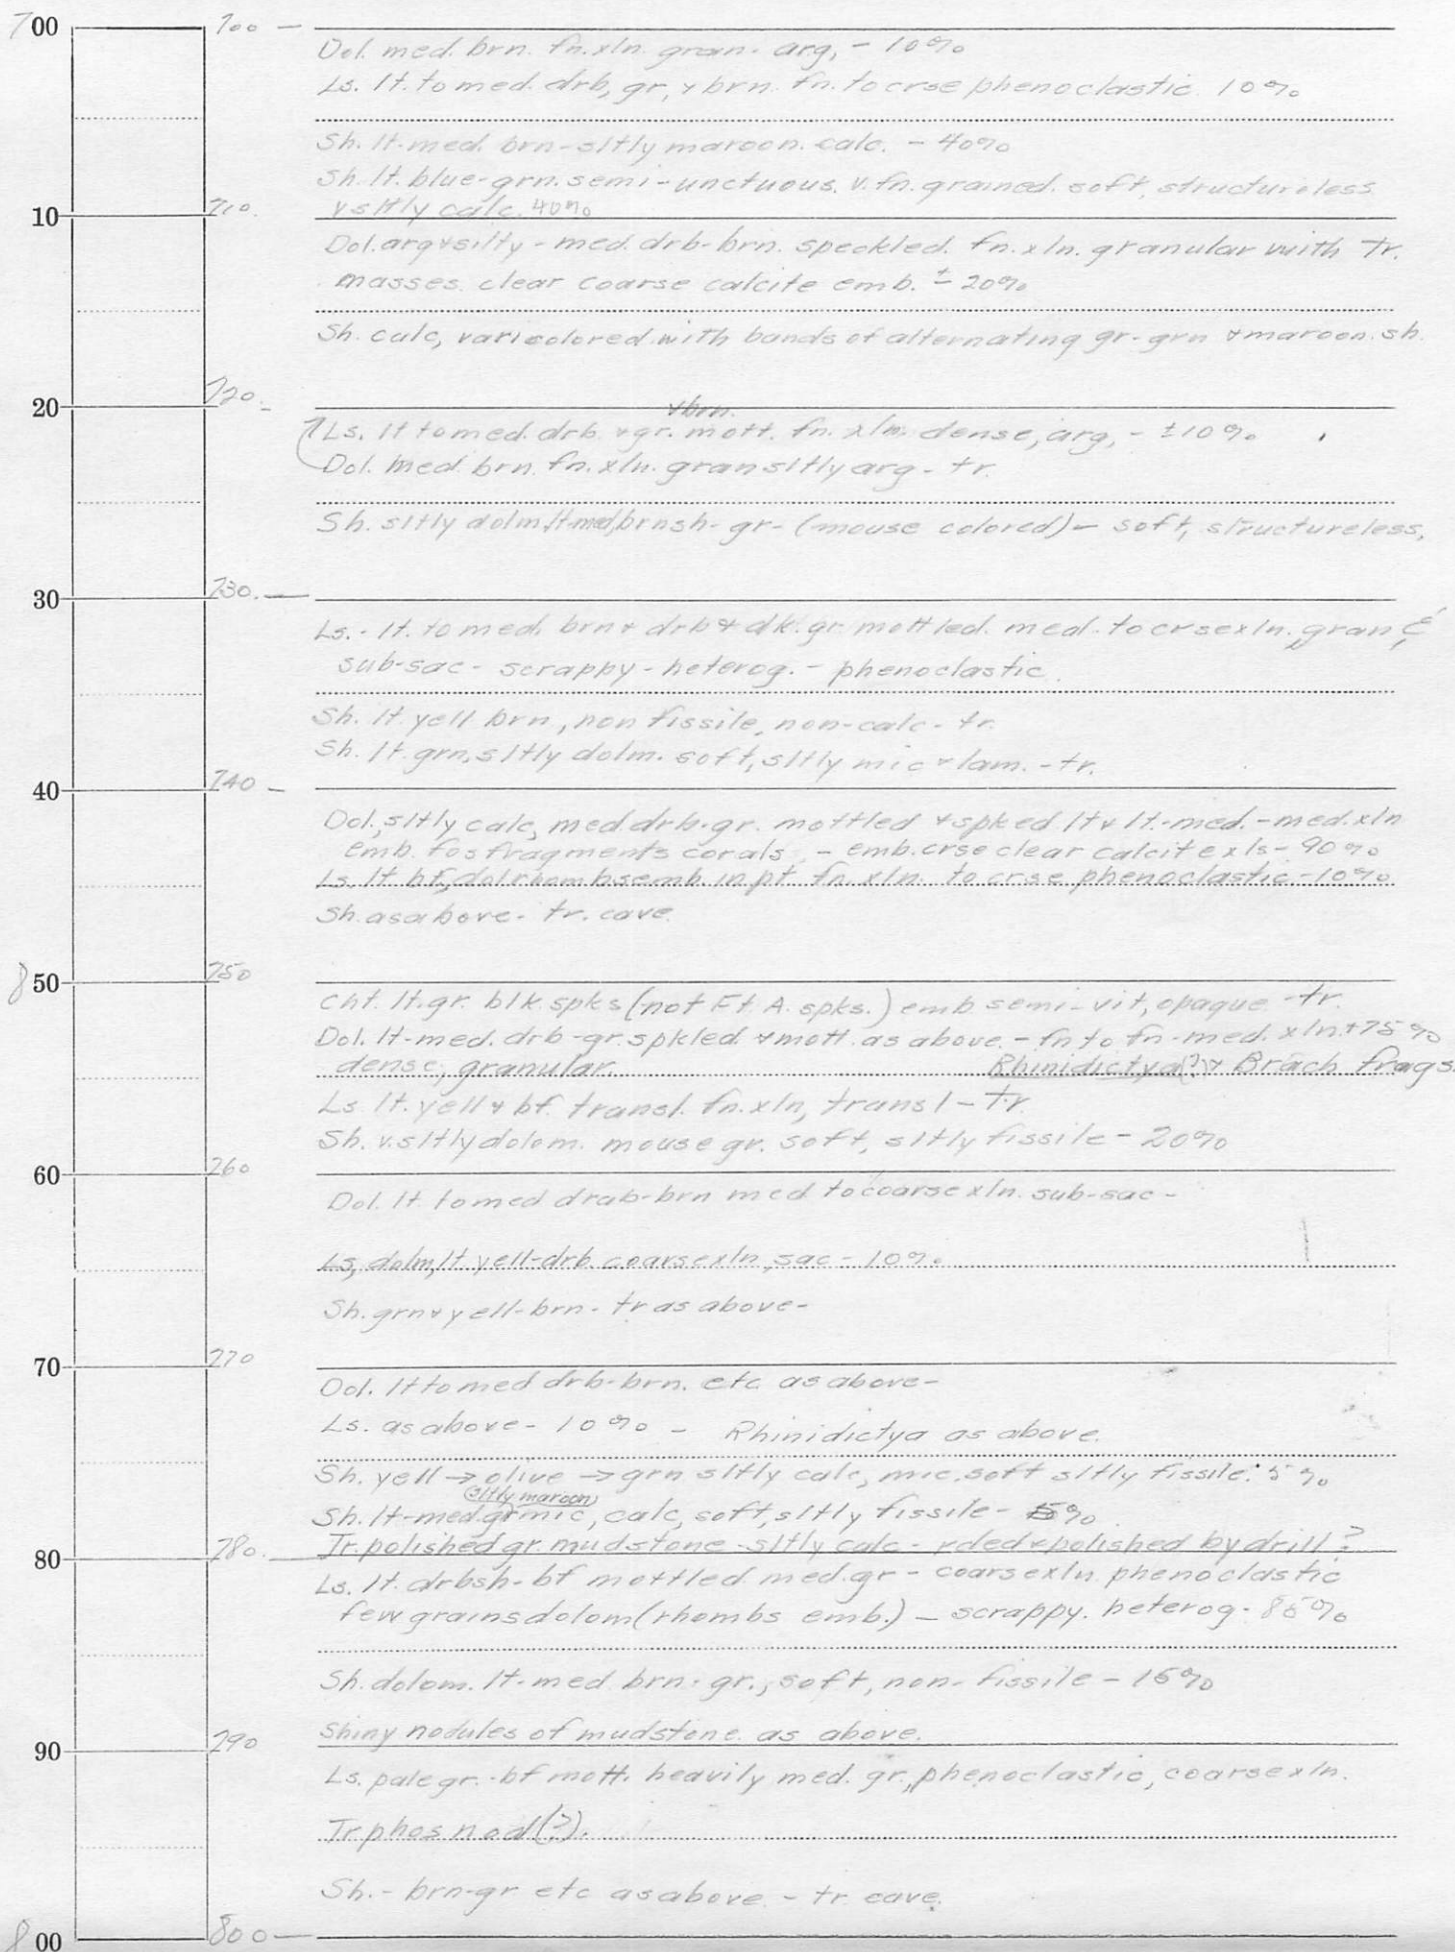 700 700
Dol. med. brn. fn. xln. gran. arg, - 10%
Ls. lt. to med. drb, gr, & brn. fn. to crse phenoclastic. 10%
Sh. lt-med. brn-sltly maroon. calc. - 40%
Sh. lt. blue-grn. semi-unctuous. v. fn. grained. soft, structureless
10 710. & sltly calc. 40%
Dol. arg & silty - med. drb-brn. speckled. fn. xln. granular with tr.
masses. clear coarse calcite emb. ± 20%
Sh. calc, varicolored with bands of alternating gr-grn & maroon. sh.
20 720.
& brn.
Ls. lt to med. drb & gr. mott. fn. xln. dense, arg, - ±10%
Dol. med. brn. fn. xln. gran sltly arg - tr.
Sh. sltly dolm, lt-med, brnsh-gr- (mouse colored) - soft, structureless,
30 730.
Ls. - lt. to med. brn & drb & dk. gr. mottled. med. to crse xln. gran &
sub-sac - scrappy - heterog. - phenoclastic.
Sh. lt. yell brn, non fissile, non-calc - tr.
Sh. lt. grn, sltly dolm. soft, sltly mic & lam. - tr.
40 740
Dol., sltly calc, med. drb-gr. mottled & spked lt & lt.-med. - med. xln
emb. fos fragments corals, - emb. crse clear calcite xls - 90%
Ls. lt. bf, dol rhombs emb. in pt fn. xln. to crse phenoclastic - 10%
Sh. as above - tr. cave.
850 750
Cht. lt. gr. blk. spks (not Ft. A. spks.) emb semi-vit, opaque - tr.
Dol. lt-med. drb-gr. spkled & mott. as above - fn to fn-med. xln. ±75%
dense, granular. Rhinidictya(?) & Brach frags.
Ls. lt. yell & bf. transl. fn. xln, transl - Tr.
Sh. v. sltly dolom. mouse gr. soft, sltly fissile - 20%
60 760
Dol. lt. to med drab-brn med to coarse xln. sub-sac -
Ls, dolm, lt yell-drb. coarse xln, sac - 10%
Sh. grn & yell-brn - tr as above -
70 770
Dol. lt to med drb-brn. etc. as above -
Ls. as above - 10% - Rhinidictya as above.
Sh. yell → olive → grn sltly calc, mic. soft sltly fissile: 5%
(sltly maroon)
Sh. lt-med. gr mic, calc, soft, sltly fissile - 5%
80 780. Tr. polished gr. mudstone - sltly calc - rded & polished by drill?
Ls. lt. drbsh-bf mottled med. gr - coarse xln phenoclastic
few grains dolom (rhombs emb.) - scrappy. heterog. 85%
Sh. dolom. lt-med brn-gr., soft, non-fissile - 15%
90 790 Shiny nodules of mudstone as above.
Ls. pale gr. - bf mott. heavily med. gr., phenoclastic, coarse xln.
Tr phos nod(?).
Sh. - brn-gr etc as above - tr cave.
800 800